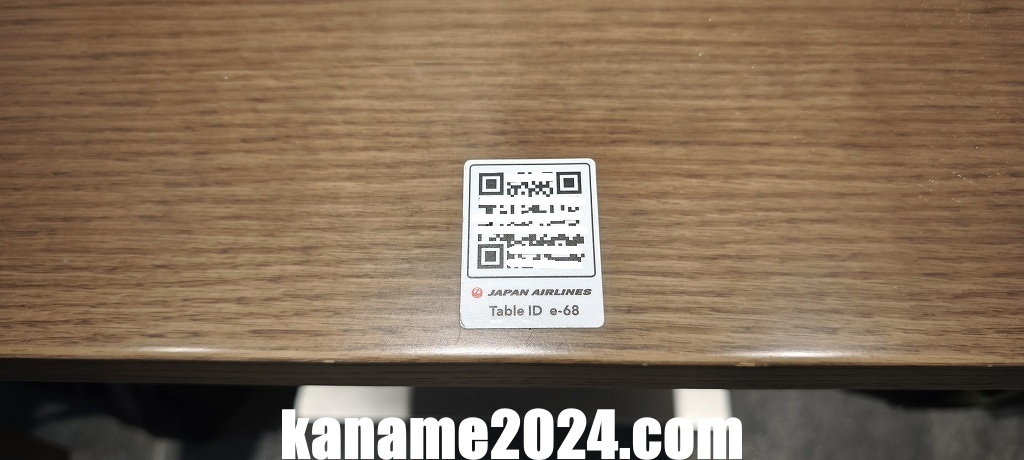 JAPAN AIRLINES
Table ID e-68
kaname2024.com